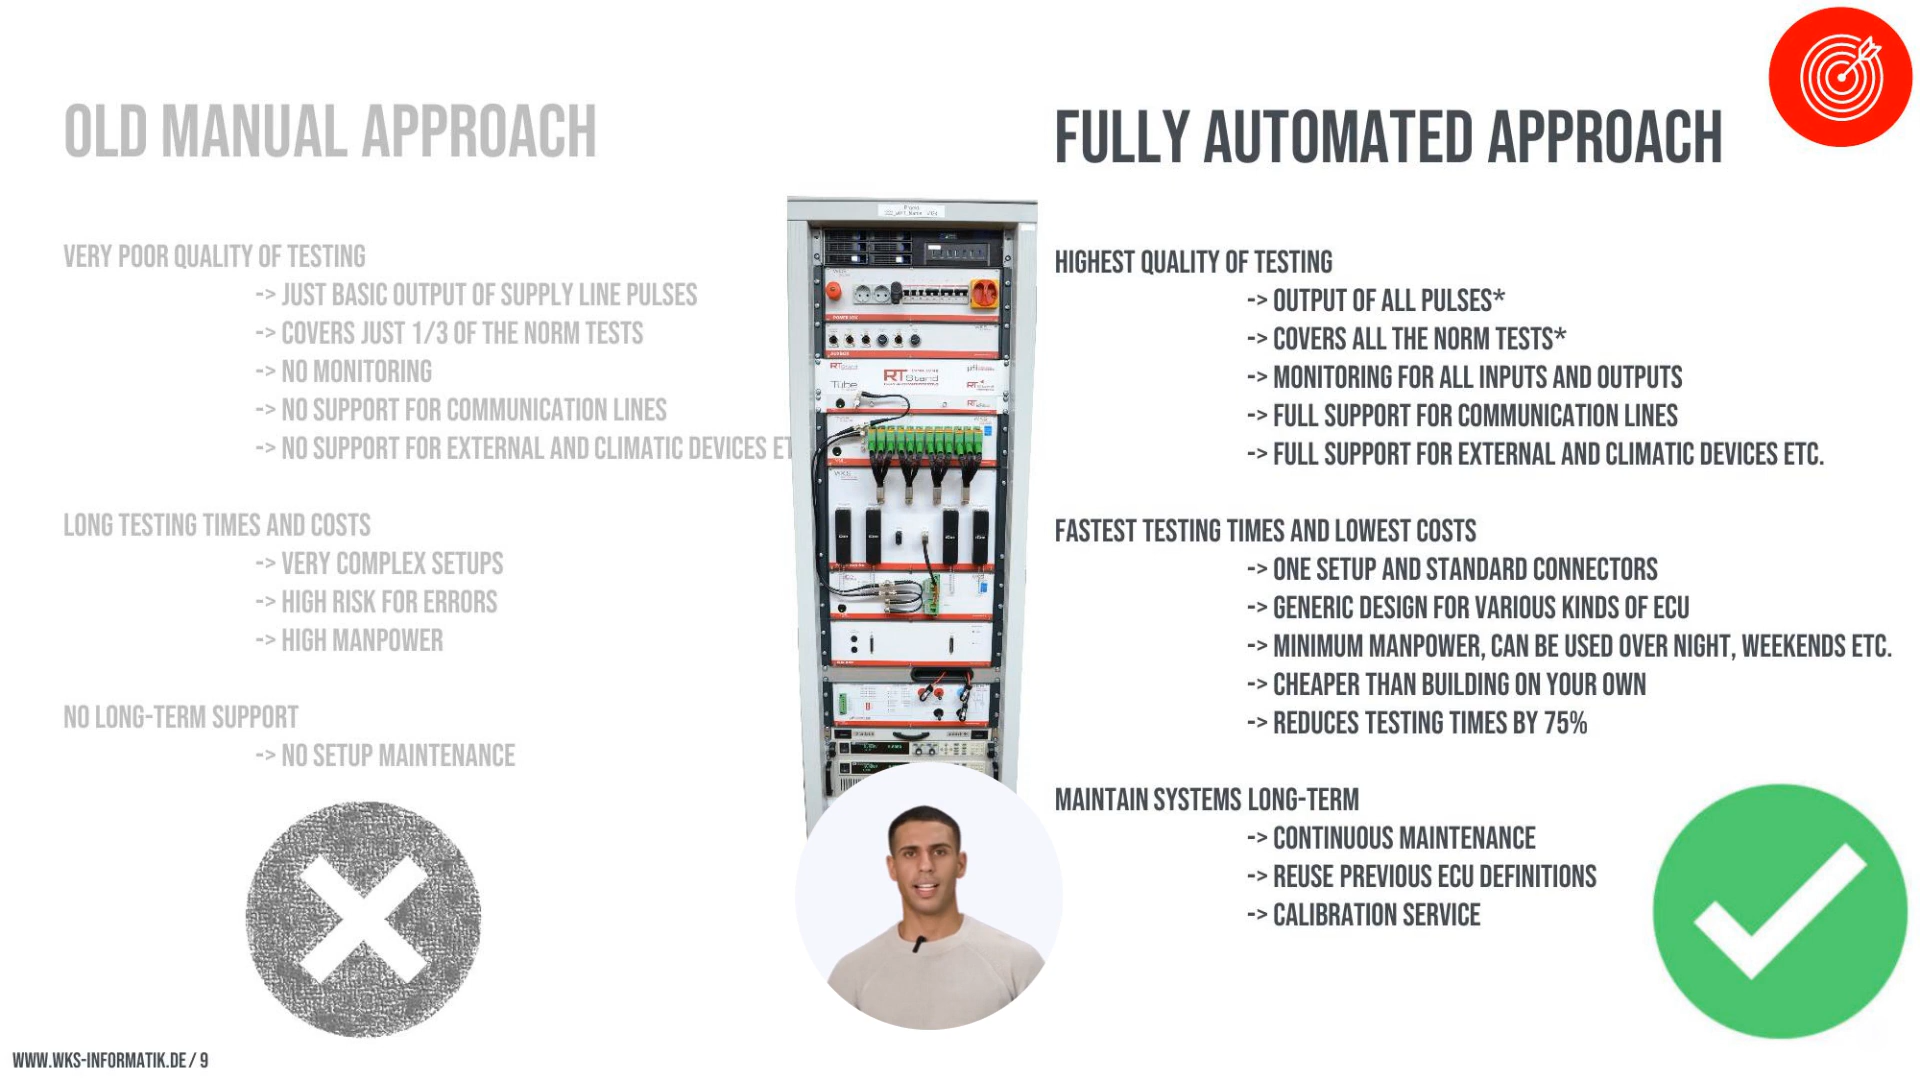 OLD MANUAL APPROACH
VERY POOR QUALITY OF TESTING
-> JUST BASIC OUTPUT OF SUPPLY LINE PULSES
-> COVERS JUST 1/3 OF THE NORM TESTS
-> NO MONITORING
-> NO SUPPORT FOR COMMUNICATION LINES
-> NO SUPPORT FOR EXTERNAL AND CLIMATIC DEVICES ET
LONG TESTING TIMES AND COSTS
-> VERY COMPLEX SETUPS
-> HIGH RISK FOR ERRORS
-> HIGH MANPOWER
NO LONG-TERM SUPPORT
-> NO SETUP MAINTENANCE
RT Stand
Tube
FULLY AUTOMATED APPROACH
HIGHEST QUALITY OF TESTING
-> OUTPUT OF ALL PULSES*
-> COVERS ALL THE NORM TESTS*
-> MONITORING FOR ALL INPUTS AND OUTPUTS
-> FULL SUPPORT FOR COMMUNICATION LINES
-> FULL SUPPORT FOR EXTERNAL AND CLIMATIC DEVICES ETC.
FASTEST TESTING TIMES AND LOWEST COSTS
-> ONE SETUP AND STANDARD CONNECTORS
-> GENERIC DESIGN FOR VARIOUS KINDS OF ECU
-> MINIMUM MANPOWER, CAN BE USED OVER NIGHT, WEEKENDS ETC.
-> CHEAPER THAN BUILDING ON YOUR OWN
-> REDUCES TESTING TIMES BY 75%
MAINTAIN SYSTEMS LONG-TERM
-> CONTINUOUS MAINTENANCE
-> REUSE PREVIOUS ECU DEFINITIONS
-> CALIBRATION SERVICE
WWW.WKS-INFORMATIK.DE / 9